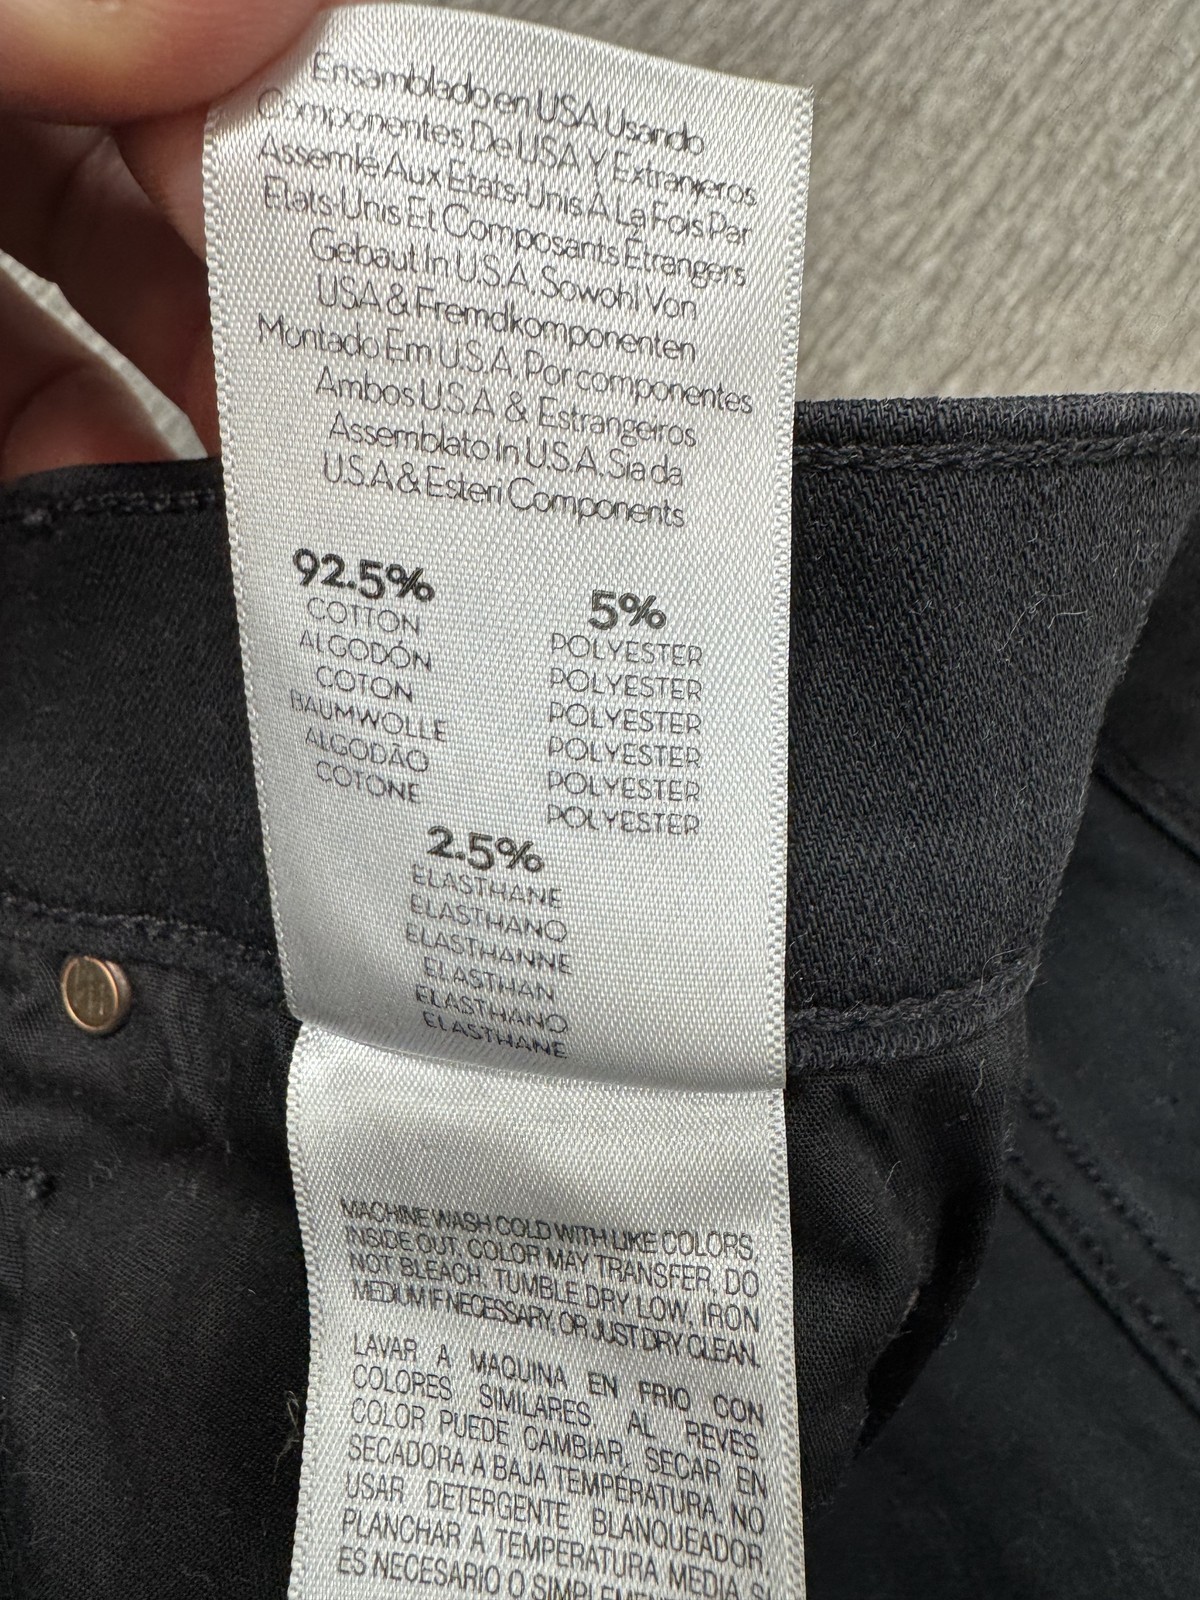 Ensamblado en USA Usando
Componentes De USA Y Extranjeros
Assemlé Aux Etats-Unis À La Fois Par
Etats-Unis Et Composants Étrangers
Gebaut In U.S.A. Sowohl Von
USA & Fremdkomponenten
Montado Em U.S.A. Por componentes
Ambos U.S.A & Estrangeiros
Assemblato In U.S.A. Sia da
U.S.A & Esteri Components
92.5%
COTTON
ALGODÓN
COTON
BAUMWOLLE
ALGODÃO
COTONE
5%
POLYESTER
POLYESTER
POLYESTER
POLYESTER
POLYESTER
POLYESTER
2.5%
ELASTHANE
ELASTHANO
ELASTHANNE
ELASTHAN
ELASTHANO
ELASTHANE
MACHINE WASH COLD WITH LIKE COLORS,
INSIDE OUT. COLOR MAY TRANSFER. DO
NOT BLEACH. TUMBLE DRY LOW. IRON
MEDIUM IF NECESSARY, OR JUST DRY CLEAN.
LAVAR A MAQUINA EN FRIO CON
COLORES SIMILARES, AL REVES.
COLOR PUEDE CAMBIAR, SECAR EN
SECADORA A BAJA TEMPERATURA. NO
USAR DETERGENTE BLANQUEADOR,
PLANCHAR A TEMPERATURA MEDIA SI
ES NECESARIO O